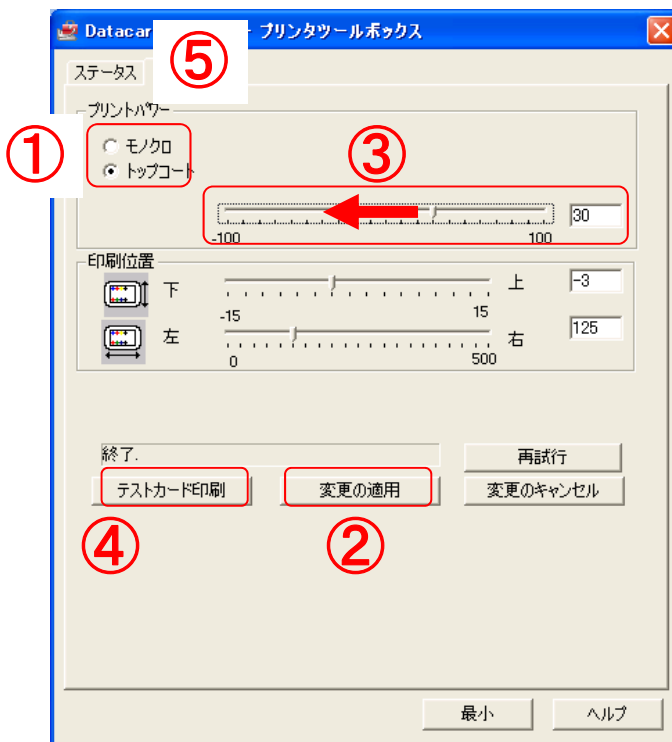 Datacar プリンタツールボックス
⑤
ステータス
プリントパワー
①
モノクロ
トップコート
③
30
-100 100
印刷位置
下 上 -3
-15 15
左 右 125
0 500
終了. 再試行
テストカード印刷 変更の適用 変更のキャンセル
④ ②
最小 ヘルプ